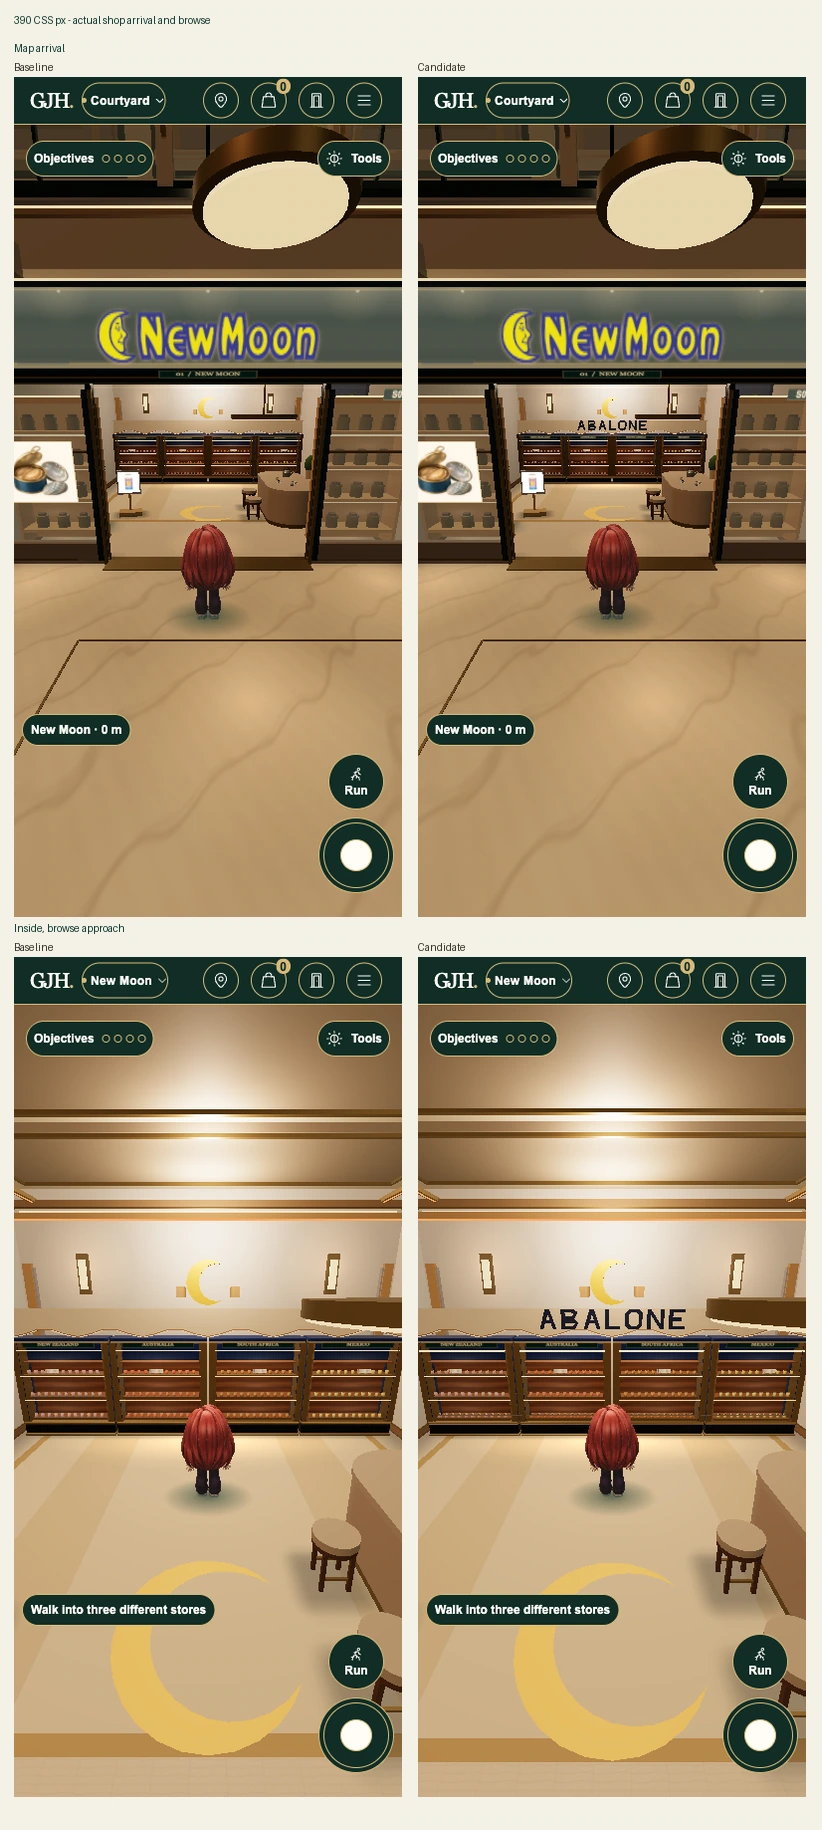 390 CSS px - actual shop arrival and browse
Map arrival
Baseline
Candidate
GJH. Courtyard 0
GJH. Courtyard 0
Objectives Tools
Objectives Tools
NewMoon
NewMoon
01 / NEW MOON
01 / NEW MOON
ABALONE
New Moon · 0 m
New Moon · 0 m
Run
Run
Inside, browse approach
Baseline
Candidate
GJH. New Moon 0
GJH. New Moon 0
Objectives Tools
Objectives Tools
ABALONE
NEW ZEALAND AUSTRALIA SOUTH AFRICA MEXICO
NEW ZEALAND AUSTRALIA SOUTH AFRICA MEXICO
Walk into three different stores
Walk into three different stores
Run
Run